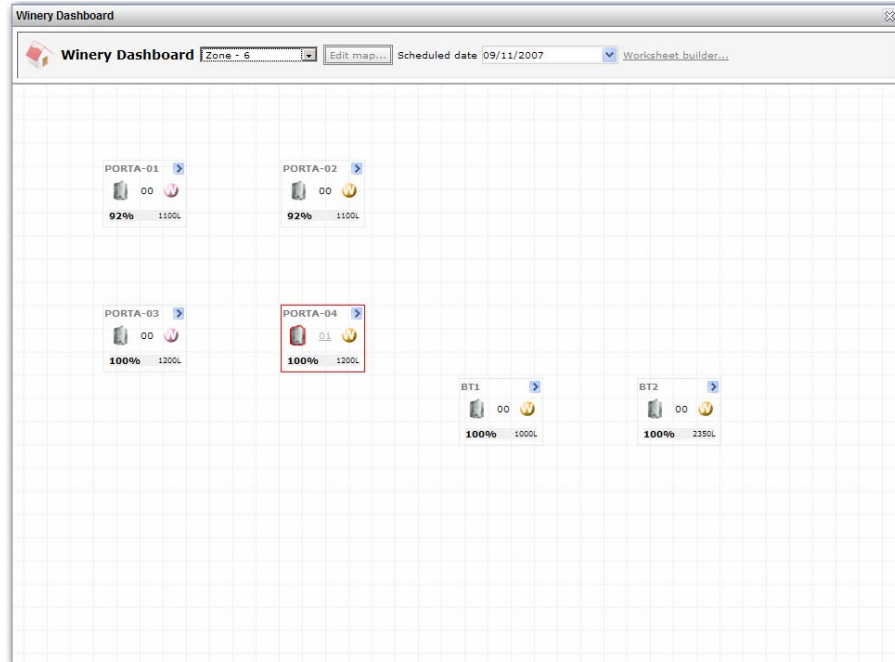 Winery Dashboard
Winery Dashboard Zone - 6 Edit map... Scheduled date 09/11/2007 Worksheet builder...
PORTA-01 PORTA-02
00 W 00 W
92% 1100L 92% 1100L
PORTA-03 PORTA-04
00 W 01 W
100% 1200L 100% 1200L
BT1 BT2
00 W 00 W
100% 1000L 100% 2350L